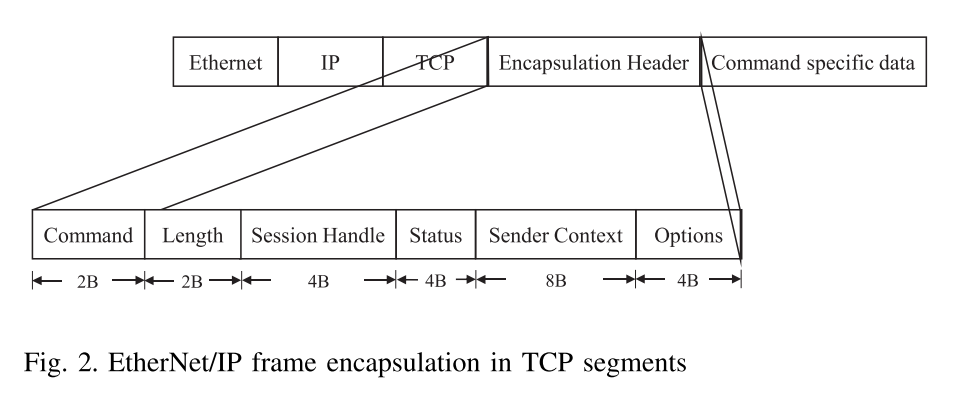 Ethernet IP TCP Encapsulation Header Command specific data
Command Length Session Handle Status Sender Context Options
2B 2B 4B 4B 8B 4B
Fig. 2. EtherNet/IP frame encapsulation in TCP segments